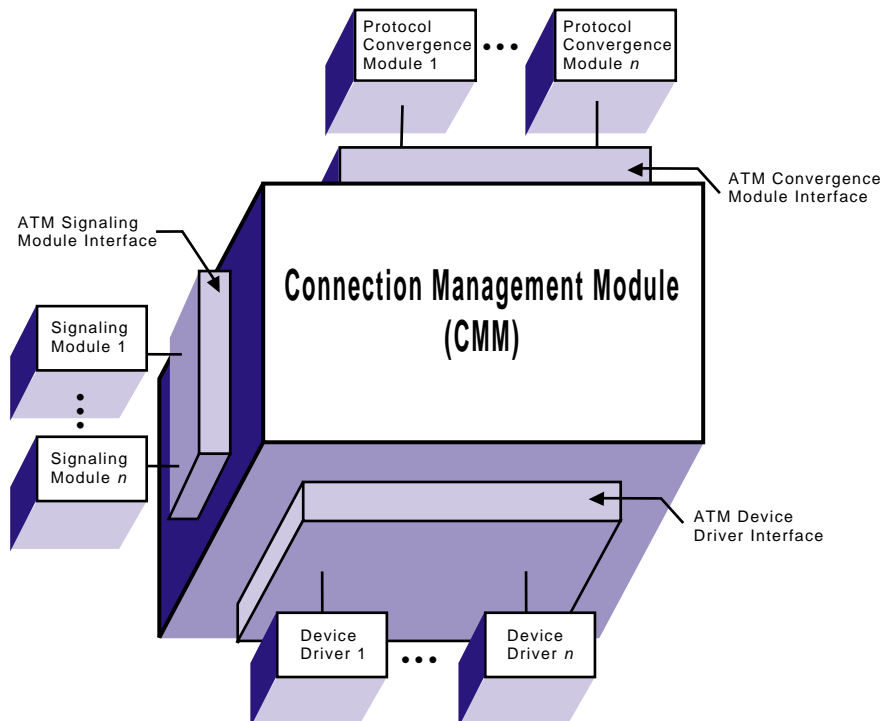 Protocol
Convergence
Module 1
Protocol
Convergence
Module n
ATM Convergence
Module Interface
ATM Signaling
Module Interface
Connection Management Module
(CMM)
Signaling
Module 1
Signaling
Module n
ATM Device
Driver Interface
Device
Driver 1
Device
Driver n